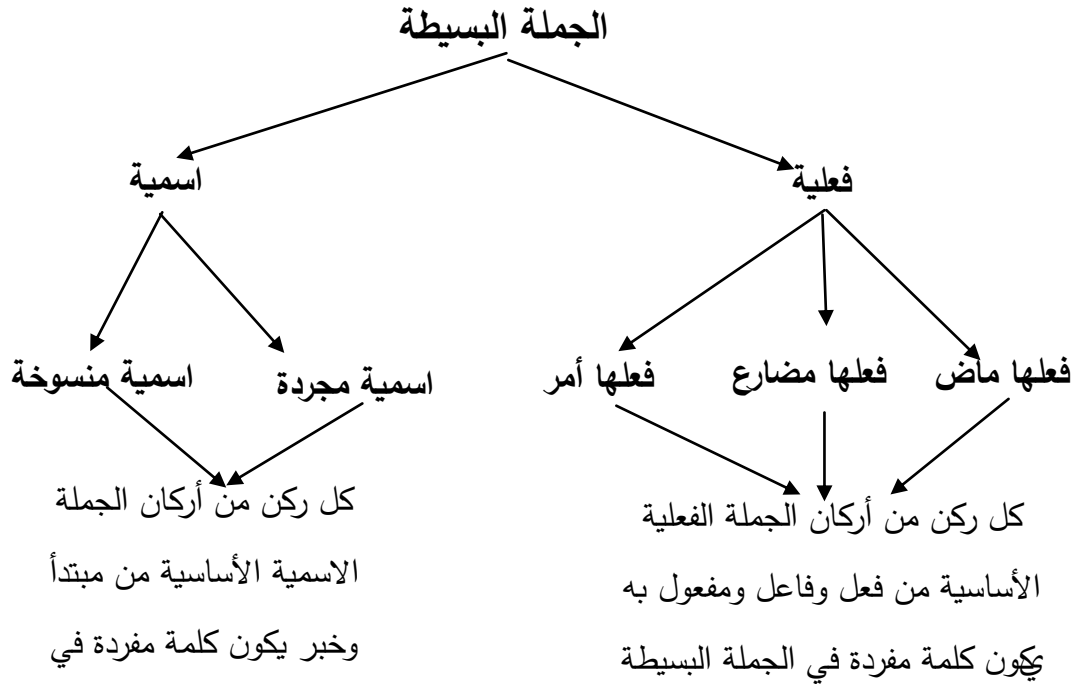 الجملة البسيطة
فعلية
اسمية
فعلها ماض
فعلها مضارع
فعلها أمر
اسمية مجردة
اسمية منسوخة
كل ركن من أركان الجملة الفعلية
الأساسية من فعل وفاعل ومفعول به
يكون كلمة مفردة في الجملة البسيطة
كل ركن من أركان الجملة
الاسمية الأساسية من مبتدأ
وخبر يكون كلمة مفردة في